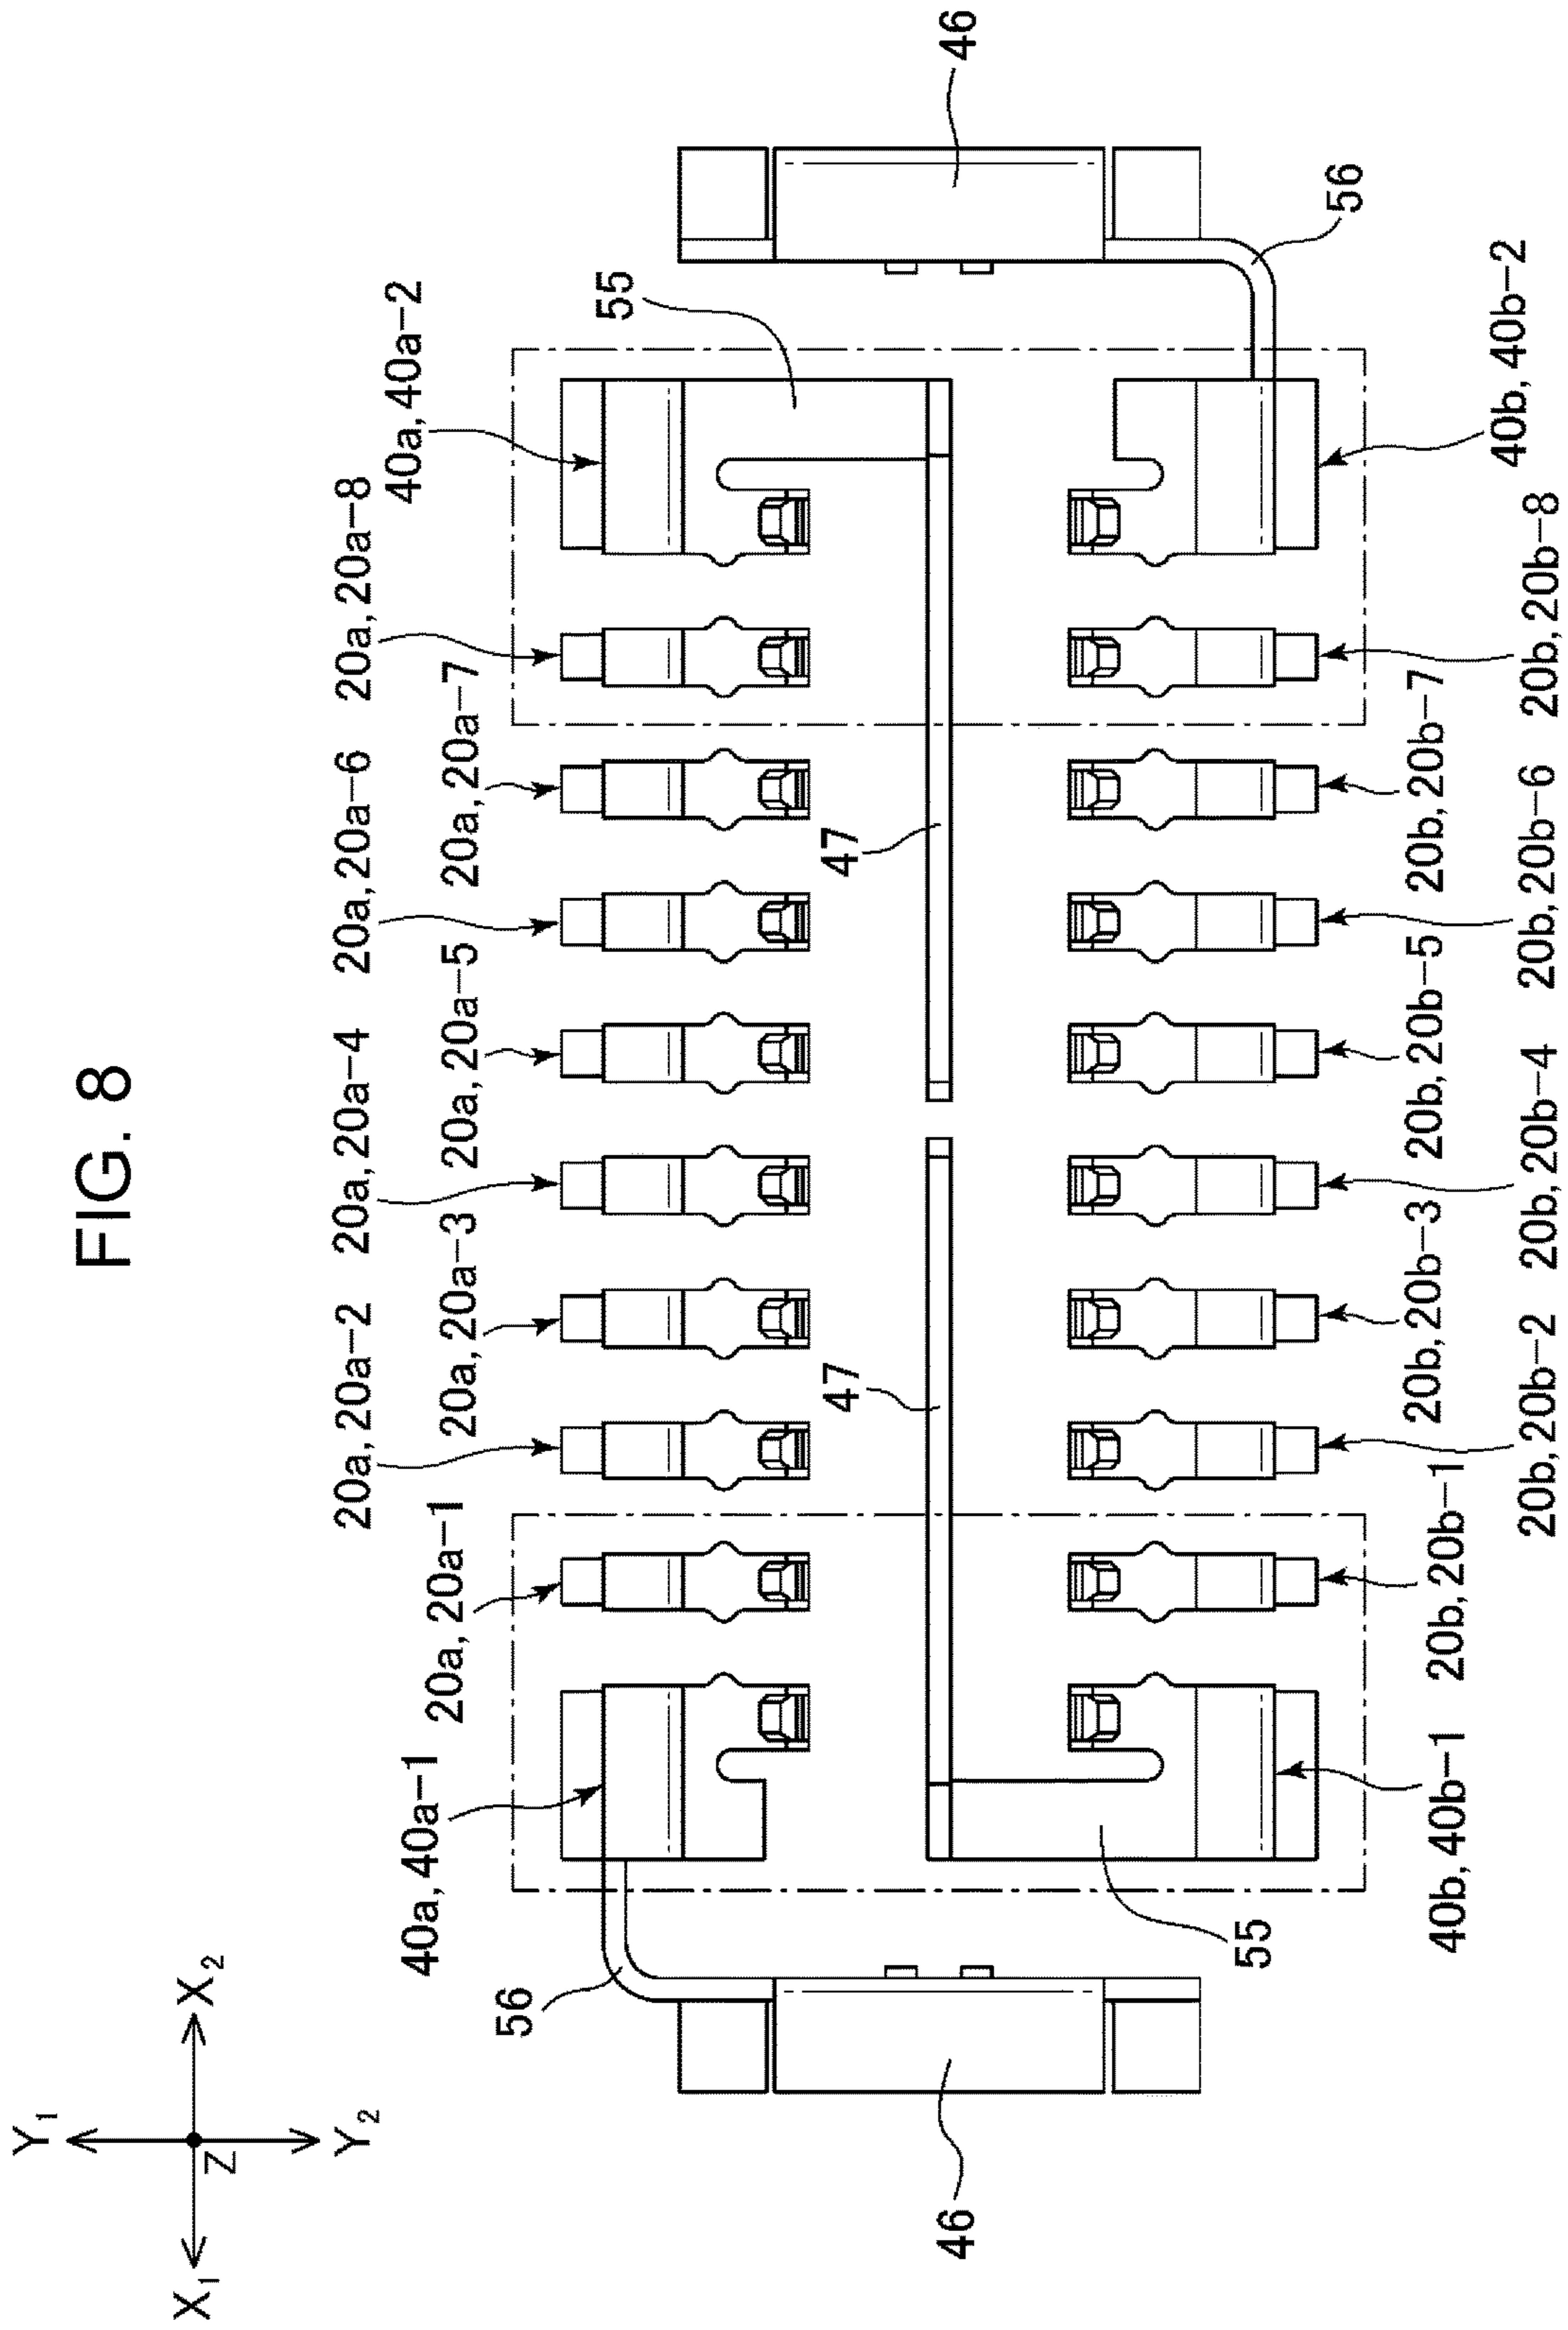 FIG. 8
20a, 20a-2
20a, 20a-4
20a, 20a-6
20a, 20a-8
40a, 40a-2
20a, 20a-1
20a, 20a-3
20a, 20a-5
20a, 20a-7
40a, 40a-1
55
46
56
56
47
47
46
55
40b, 40b-1
20b, 20b-1
20b, 20b-3
20b, 20b-5
20b, 20b-7
40b, 40b-2
20b, 20b-2
20b, 20b-4
20b, 20b-6
20b, 20b-8
Y1
X1
X2
Z
Y2